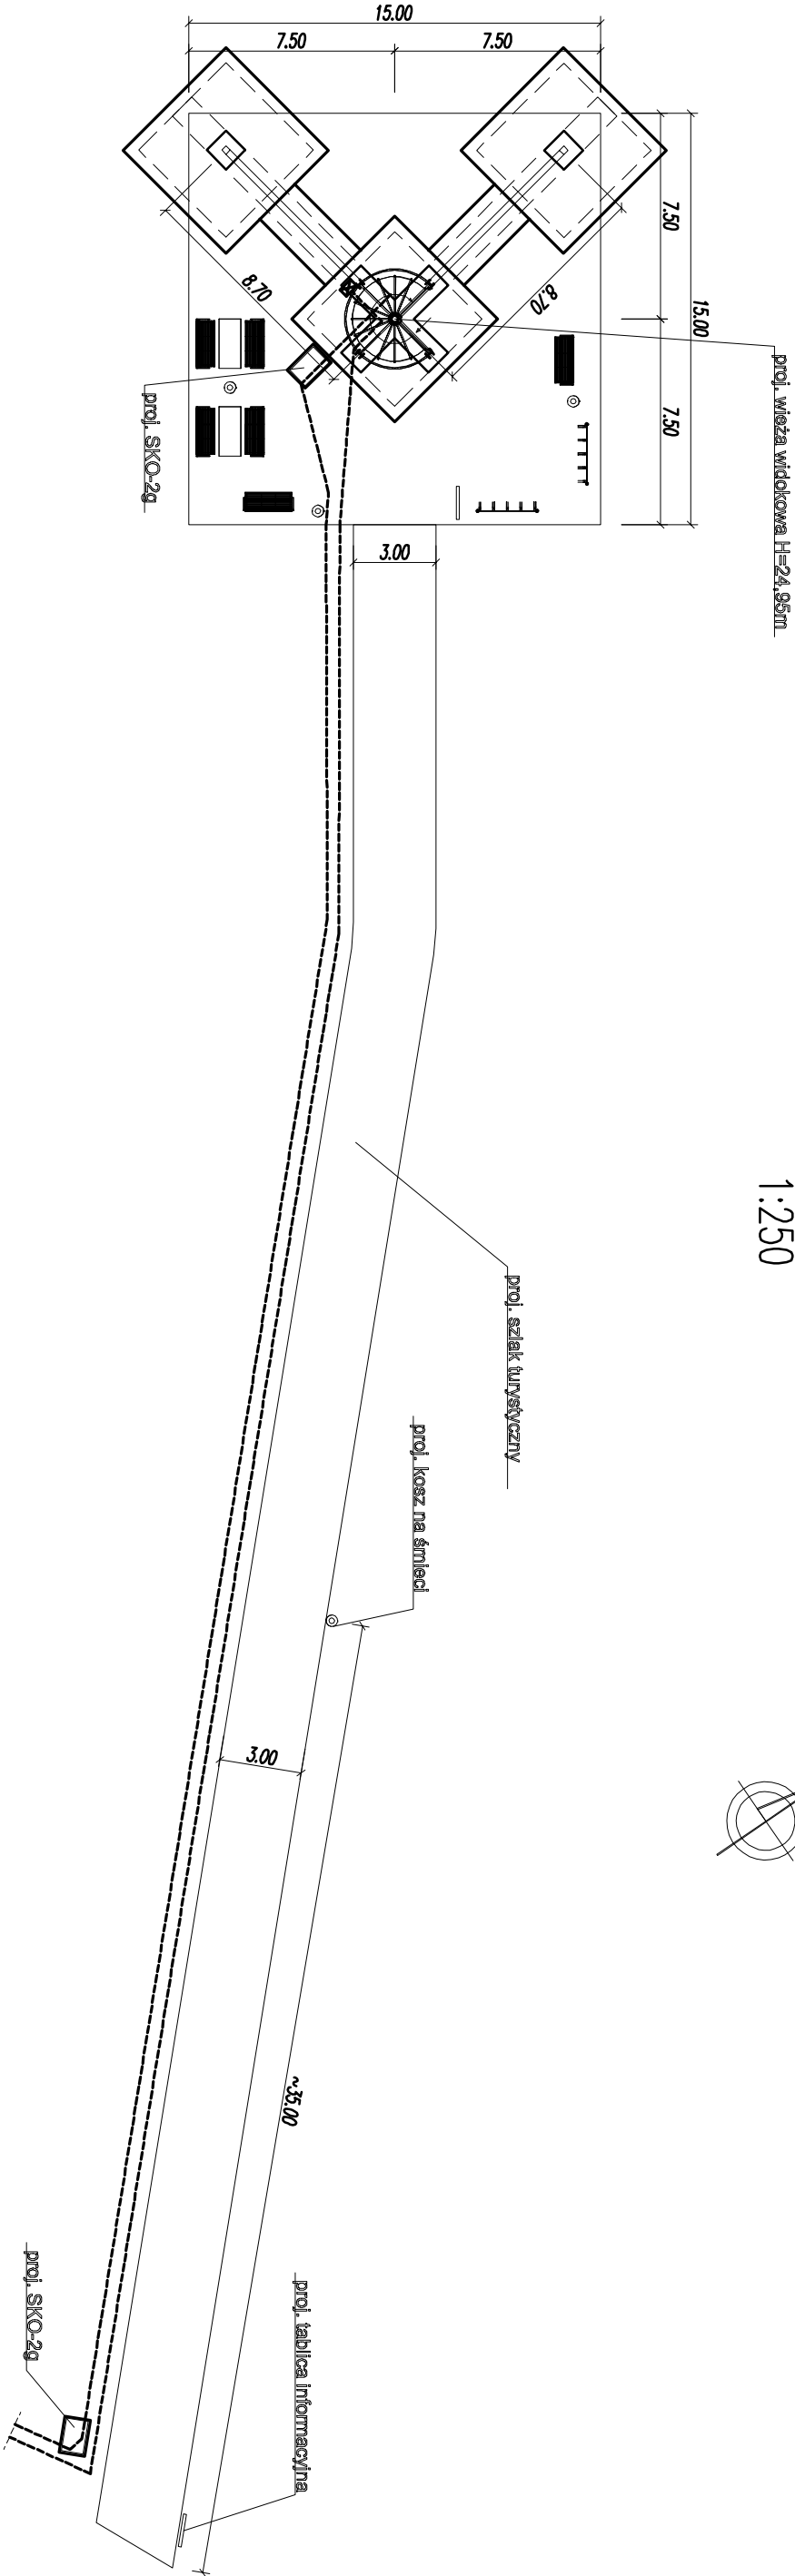 15.00
7.50
7.50
7.50
15.00
7.50
8.70
8.70
proj. wieża widokowa H=24,95m
proj. SKO-2g
3.00
1:250
proj. szlak turystyczny
proj. kosz na śmieci
3.00
~35.00
proj. SKO-2g
proj. tablica informacyjna